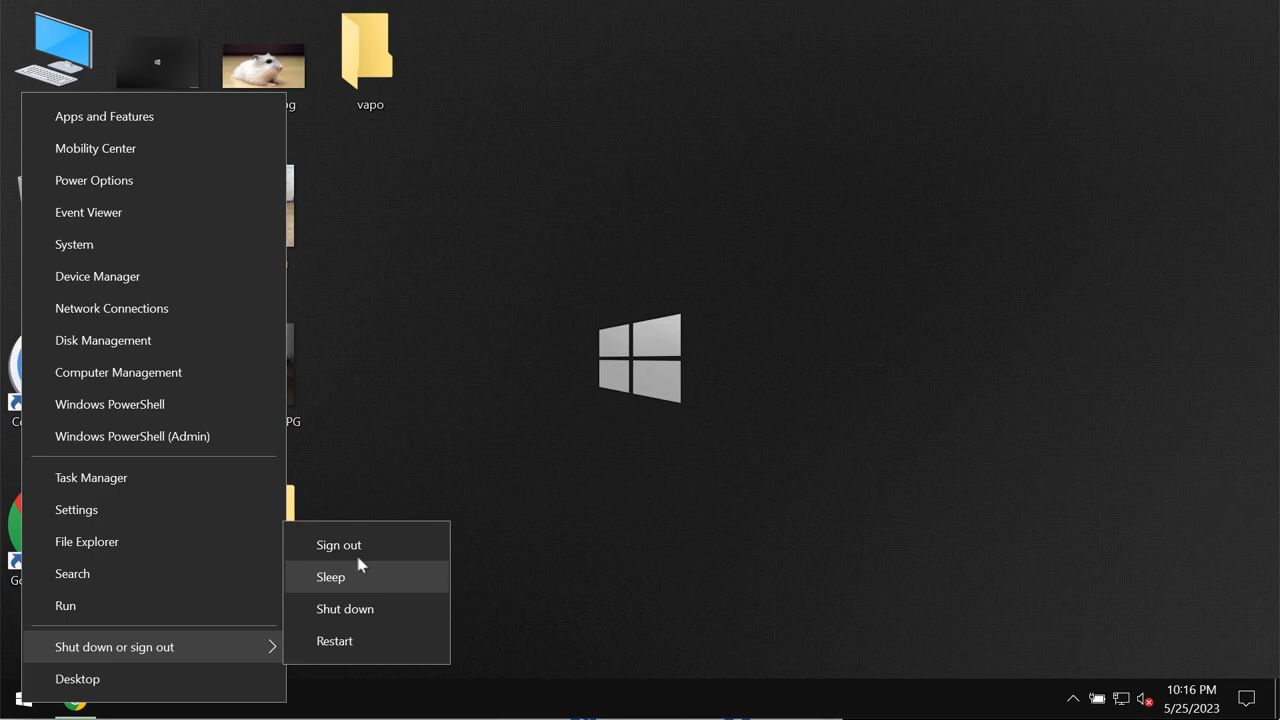 ng
vapo
Apps and Features
Mobility Center
Power Options
Event Viewer
System
Device Manager
Network Connections
Disk Management
Computer Management
Windows PowerShell
Windows PowerShell (Admin)
PG
Task Manager
Settings
File Explorer
Search
Run
Shut down or sign out
Desktop
Sign out
Sleep
Shut down
Restart
10:16 PM
5/25/2023